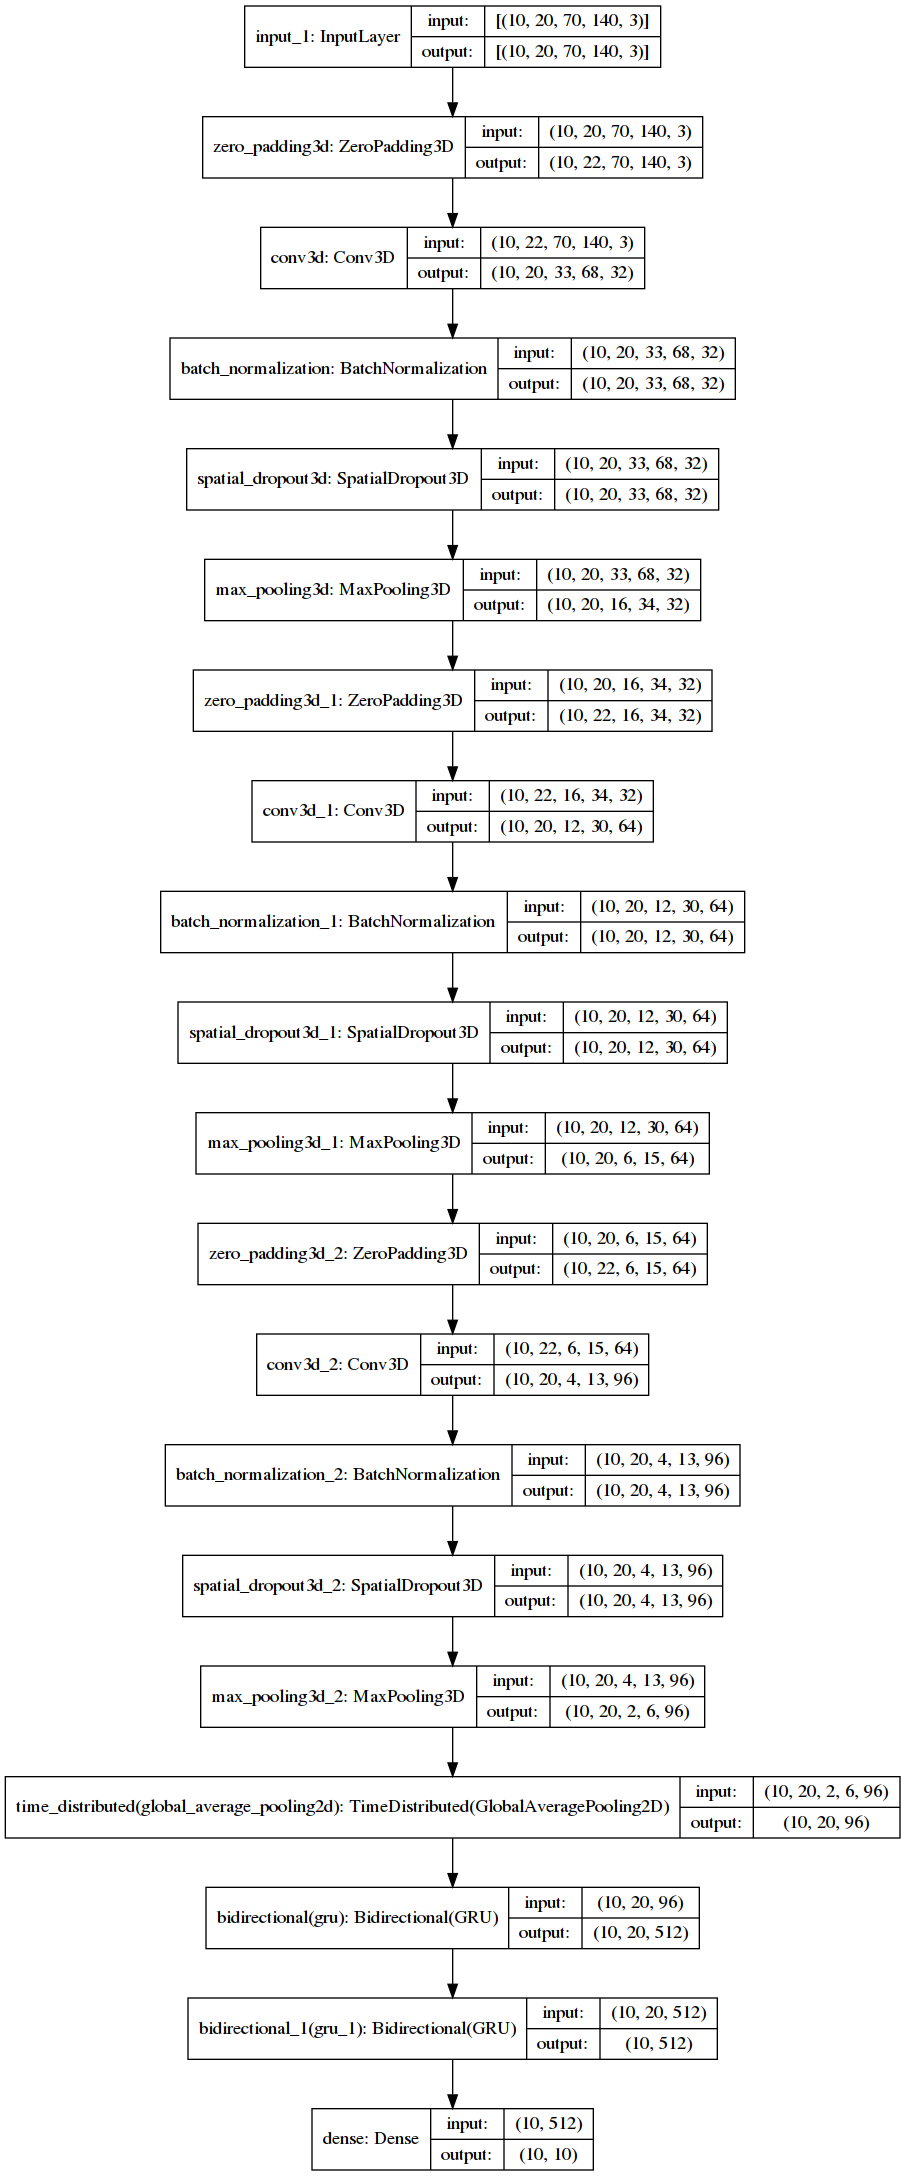 input_1: InputLayer
input: [(10, 20, 70, 140, 3)]
output: [(10, 20, 70, 140, 3)]
zero_padding3d: ZeroPadding3D
input: (10, 20, 70, 140, 3)
output: (10, 22, 70, 140, 3)
conv3d: Conv3D
input: (10, 22, 70, 140, 3)
output: (10, 20, 33, 68, 32)
batch_normalization: BatchNormalization
input: (10, 20, 33, 68, 32)
output: (10, 20, 33, 68, 32)
spatial_dropout3d: SpatialDropout3D
input: (10, 20, 33, 68, 32)
output: (10, 20, 33, 68, 32)
max_pooling3d: MaxPooling3D
input: (10, 20, 33, 68, 32)
output: (10, 20, 16, 34, 32)
zero_padding3d_1: ZeroPadding3D
input: (10, 20, 16, 34, 32)
output: (10, 22, 16, 34, 32)
conv3d_1: Conv3D
input: (10, 22, 16, 34, 32)
output: (10, 20, 12, 30, 64)
batch_normalization_1: BatchNormalization
input: (10, 20, 12, 30, 64)
output: (10, 20, 12, 30, 64)
spatial_dropout3d_1: SpatialDropout3D
input: (10, 20, 12, 30, 64)
output: (10, 20, 12, 30, 64)
max_pooling3d_1: MaxPooling3D
input: (10, 20, 12, 30, 64)
output: (10, 20, 6, 15, 64)
zero_padding3d_2: ZeroPadding3D
input: (10, 20, 6, 15, 64)
output: (10, 22, 6, 15, 64)
conv3d_2: Conv3D
input: (10, 22, 6, 15, 64)
output: (10, 20, 4, 13, 96)
batch_normalization_2: BatchNormalization
input: (10, 20, 4, 13, 96)
output: (10, 20, 4, 13, 96)
spatial_dropout3d_2: SpatialDropout3D
input: (10, 20, 4, 13, 96)
output: (10, 20, 4, 13, 96)
max_pooling3d_2: MaxPooling3D
input: (10, 20, 4, 13, 96)
output: (10, 20, 2, 6, 96)
time_distributed(global_average_pooling2d): TimeDistributed(GlobalAveragePooling2D)
input: (10, 20, 2, 6, 96)
output: (10, 20, 96)
bidirectional(gru): Bidirectional(GRU)
input: (10, 20, 96)
output: (10, 20, 512)
bidirectional_1(gru_1): Bidirectional(GRU)
input: (10, 20, 512)
output: (10, 512)
dense: Dense
input: (10, 512)
output: (10, 10)